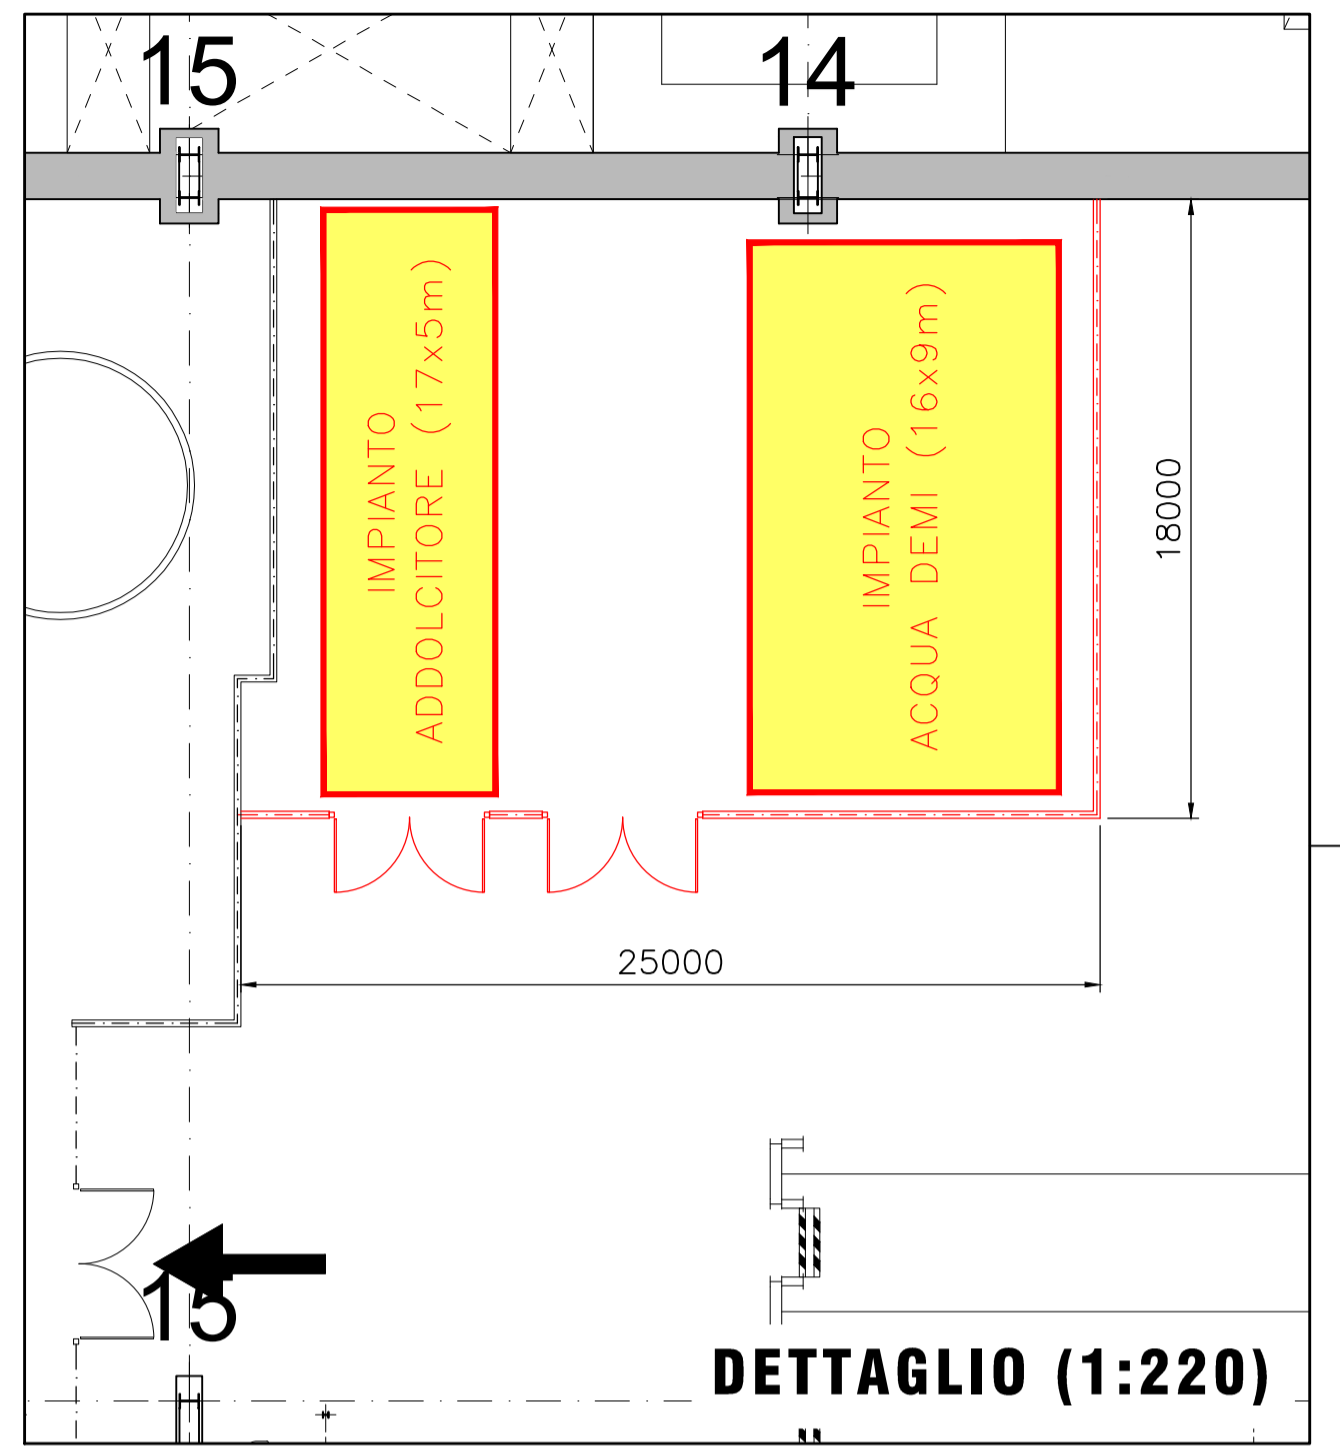 15
14
IMPIANTO
ADDOLCITORE (17x5m)
IMPIANTO
ACQUA DEMI (16x9m)
18000
25000
15
DETTAGLIO (1:220)